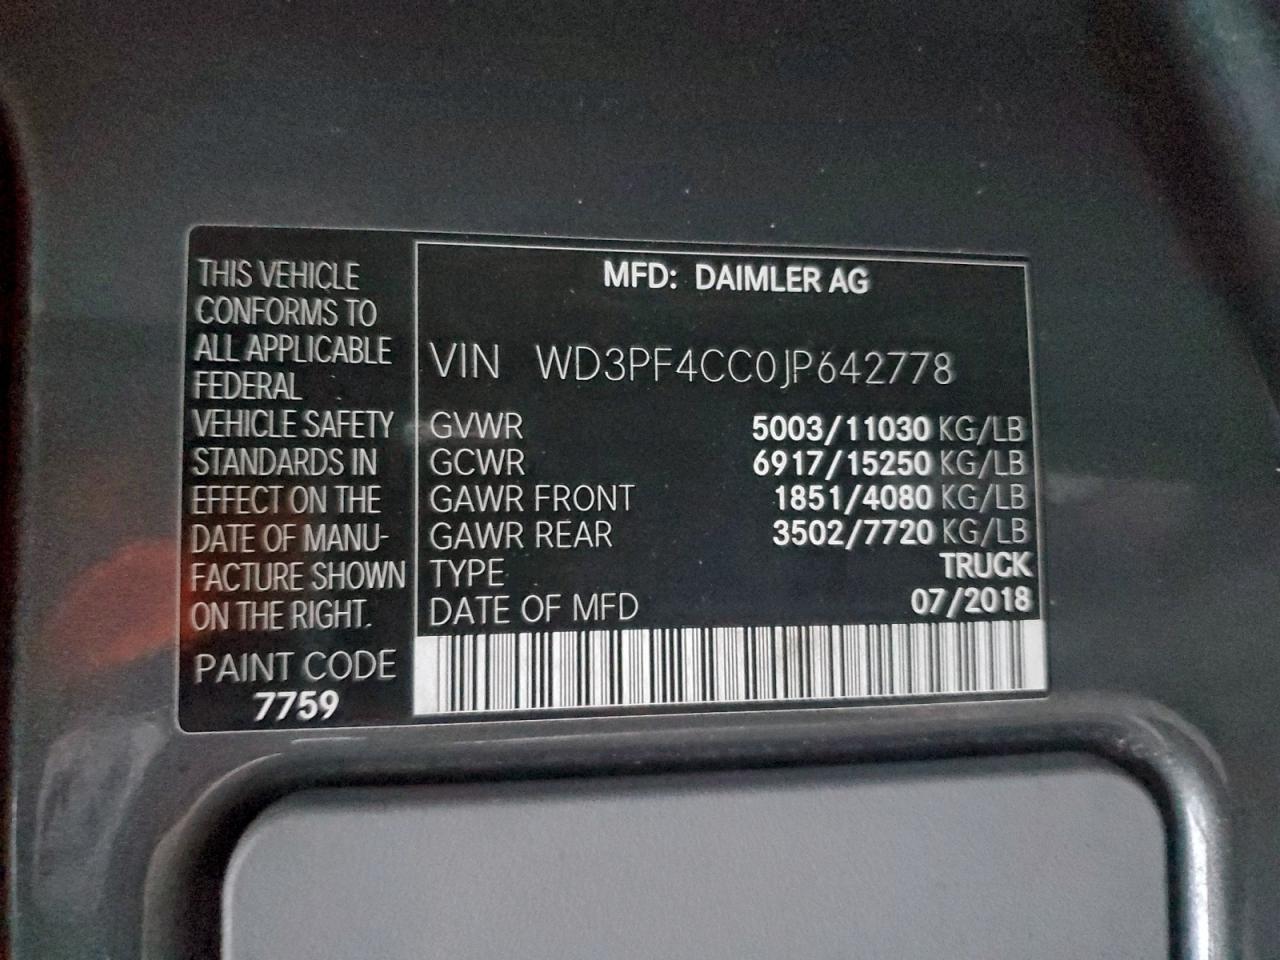 THIS VEHICLE
CONFORMS TO
ALL APPLICABLE
FEDERAL
VEHICLE SAFETY
STANDARDS IN
EFFECT ON THE
DATE OF MANU-
FACTURE SHOWN
ON THE RIGHT.
PAINT CODE
7759
MFD: DAIMLER AG
VIN WD3PF4CC0JP642778
GVWR 5003/11030 KG/LB
GCWR 6917/15250 KG/LB
GAWR FRONT 1851/4080 KG/LB
GAWR REAR 3502/7720 KG/LB
TYPE TRUCK
DATE OF MFD 07/2018